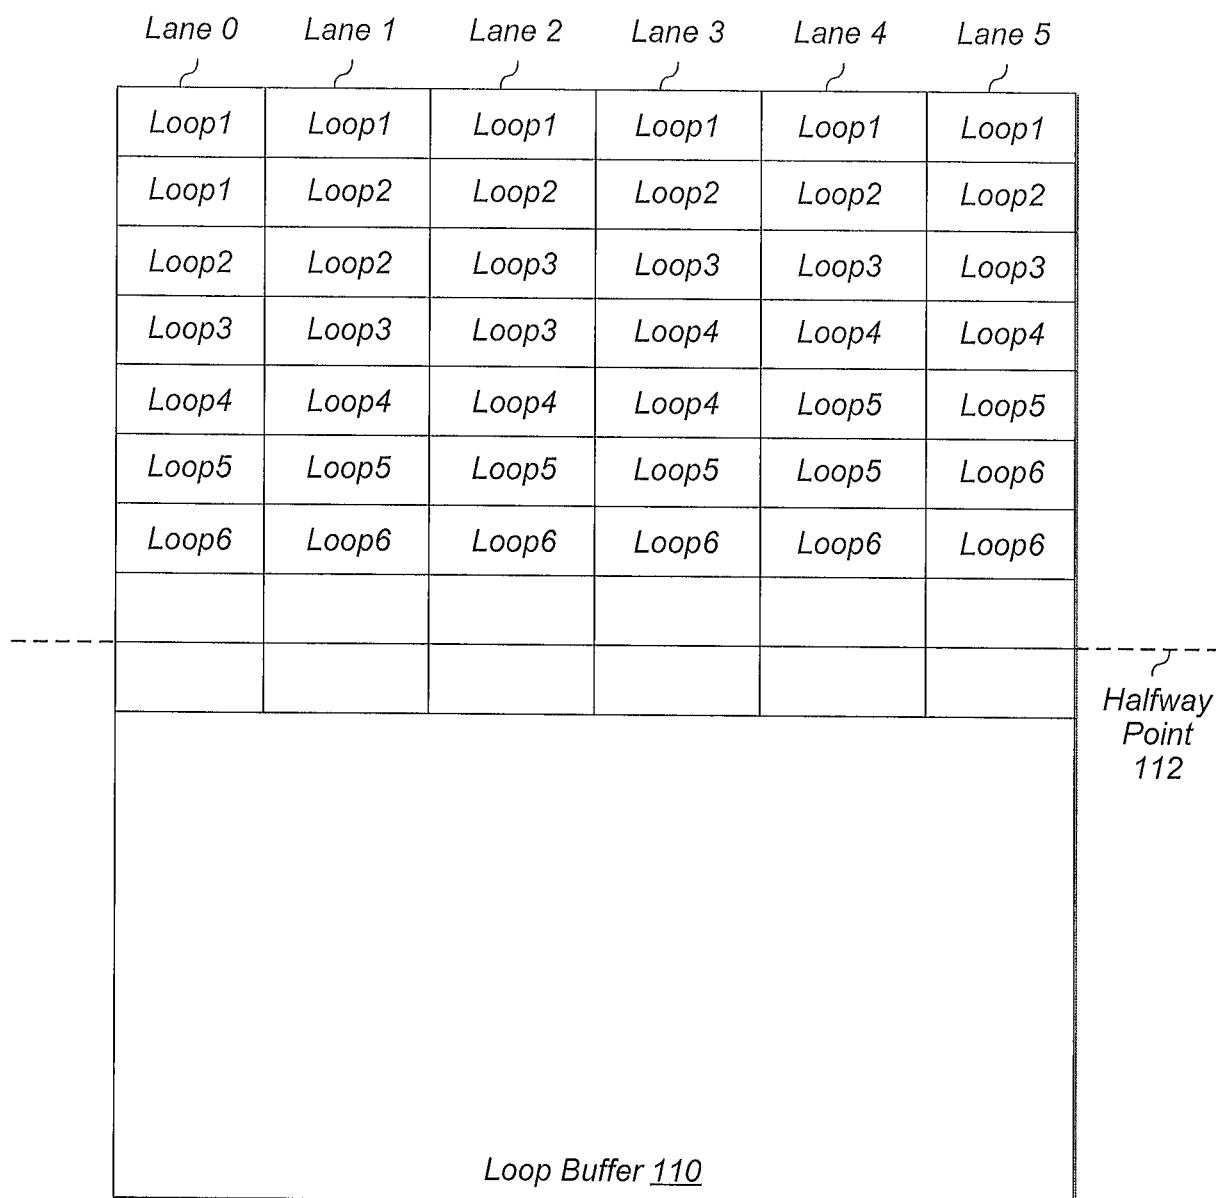 Lane 0 Lane 1 Lane 2 Lane 3 Lane 4 Lane 5
Loop1 Loop1 Loop1 Loop1 Loop1 Loop1
Loop1 Loop2 Loop2 Loop2 Loop2 Loop2
Loop2 Loop2 Loop3 Loop3 Loop3 Loop3
Loop3 Loop3 Loop3 Loop4 Loop4 Loop4
Loop4 Loop4 Loop4 Loop4 Loop5 Loop5
Loop5 Loop5 Loop5 Loop5 Loop5 Loop6
Loop6 Loop6 Loop6 Loop6 Loop6 Loop6
Halfway
Point
112
Loop Buffer 110